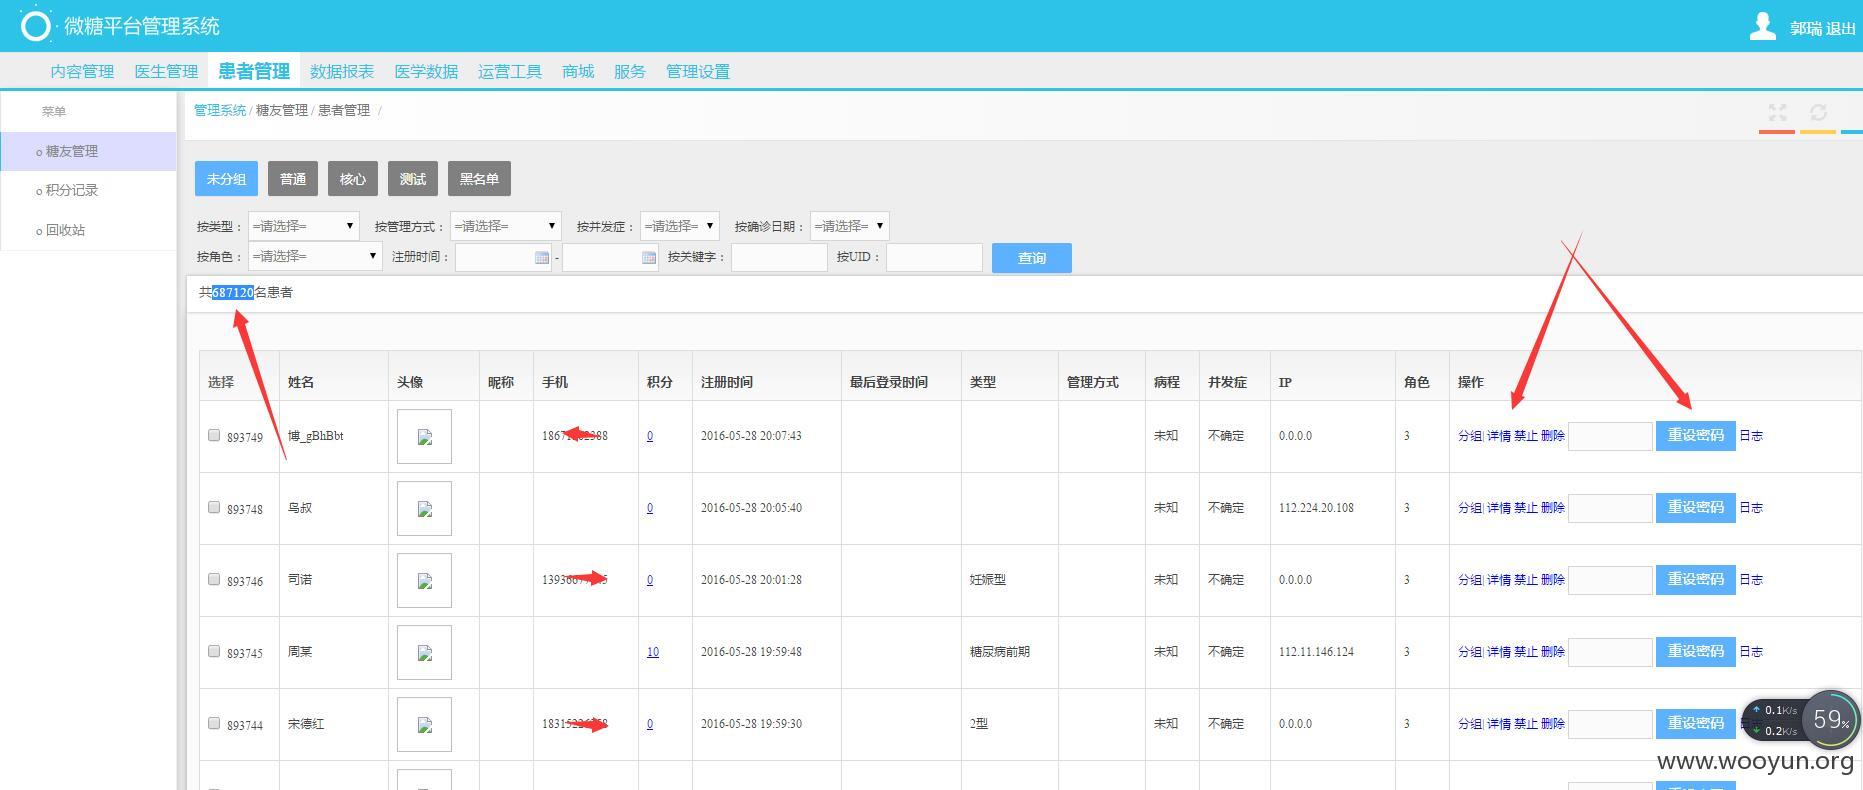 微糖平台管理系统
郭瑞 退出
内容管理 医生管理 患者管理 数据报表 医学数据 运营工具 商城 服务 管理设置
菜单
糖友管理
积分记录
回收站
管理系统 / 糖友管理 / 患者管理 /
未分组 普通 核心 测试 黑名单
按类型： =请选择= 按管理方式： =请选择= 按并发症： =请选择= 按确诊日期： =请选择=
按角色： =请选择= 注册时间： - 按关键字： 按UID： 查询
共687120名患者
选择 姓名 头像 昵称 手机 积分 注册时间 最后登录时间 类型 管理方式 病程 并发症 IP 角色 操作
893749 博_gBhBbt 0 2016-05-28 20:07:43 未知 不确定 0.0.0.0 3 分组| 详情 禁止 删除 重设密码 日志
893748 鸟叔 0 2016-05-28 20:05:40 未知 不确定 112.224.20.108 3 分组| 详情 禁止 删除 重设密码 日志
893746 司诺 0 2016-05-28 20:01:28 妊娠型 未知 不确定 0.0.0.0 3 分组| 详情 禁止 删除 重设密码 日志
893745 周某 10 2016-05-28 19:59:48 糖尿病前期 未知 不确定 112.11.146.124 3 分组| 详情 禁止 删除 重设密码 日志
893744 宋德红 0 2016-05-28 19:59:30 2型 未知 不确定 0.0.0.0 3 分组| 详情 禁止 删除 重设密码
0.1K/s
0.2K/s
59%
www.wooyun.org